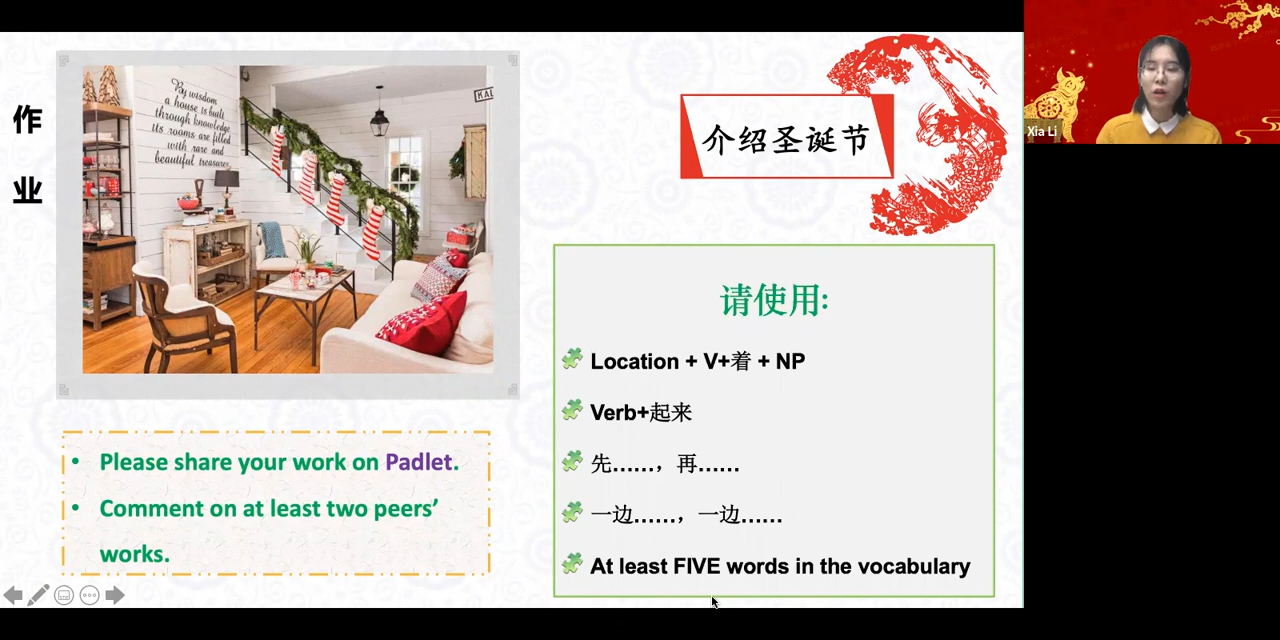 作
业
By wisdom
a house is built,
through knowledge
its rooms are filled
with rare and
beautiful treasures.
KAL
介绍圣诞节
请使用:
Location + V+着 + NP
Verb+起来
先……，再……
一边……，一边……
At least FIVE words in the vocabulary
• Please share your work on Padlet.
• Comment on at least two peers’
works.
Xia Li